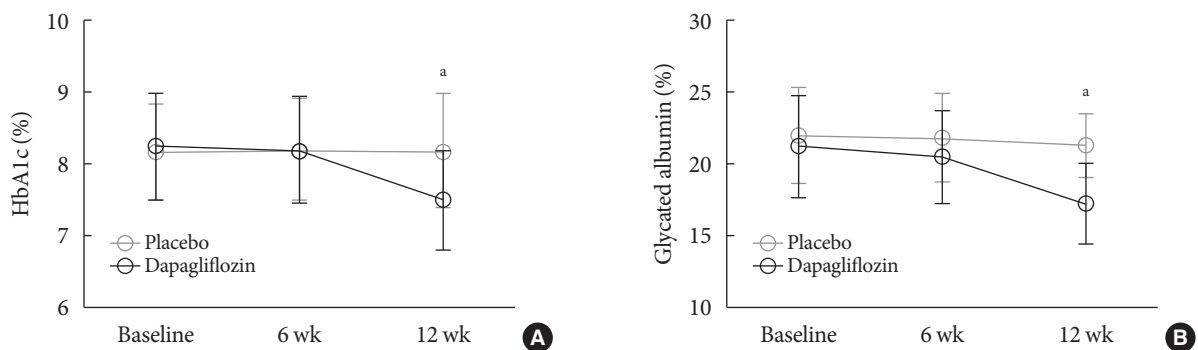 10
9
8
7
6
HbA1c (%)
a
Placebo
Dapagliflozin
Baseline
6 wk
12 wk
A
30
25
20
15
10
Glycated albumin (%)
a
Placebo
Dapagliflozin
Baseline
6 wk
12 wk
B